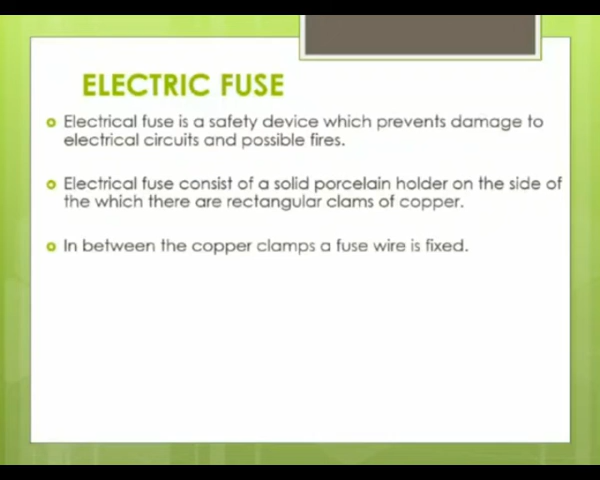 ELECTRIC FUSE
Electrical fuse is a safety device which prevents damage to
electrical circuits and possible fires.
Electrical fuse consist of a solid porcelain holder on the side of
the which there are rectangular clams of copper.
In between the copper clamps a fuse wire is fixed.